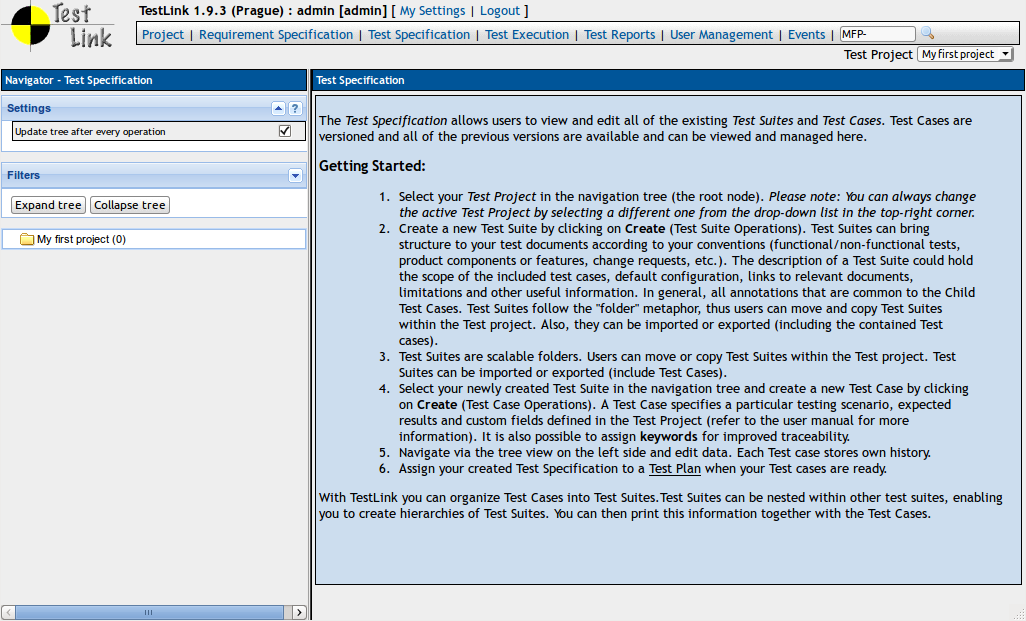 Test
Link
TestLink 1.9.3 (Prague) : admin [admin] [ My Settings | Logout ]
Project | Requirement Specification | Test Specification | Test Execution | Test Reports | User Management | Events | MFP-
Test Project My first project
Navigator - Test Specification
Settings
?
Update tree after every operation
Filters
Expand tree Collapse tree
My first project (0)
Test Specification
The Test Specification allows users to view and edit all of the existing Test Suites and Test Cases. Test Cases are
versioned and all of the previous versions are available and can be viewed and managed here.
Getting Started:
1. Select your Test Project in the navigation tree (the root node). Please note: You can always change
the active Test Project by selecting a different one from the drop-down list in the top-right corner.
2. Create a new Test Suite by clicking on Create (Test Suite Operations). Test Suites can bring
structure to your test documents according to your conventions (functional/non-functional tests,
product components or features, change requests, etc.). The description of a Test Suite could hold
the scope of the included test cases, default configuration, links to relevant documents,
limitations and other useful information. In general, all annotations that are common to the Child
Test Cases. Test Suites follow the "folder" metaphor, thus users can move and copy Test Suites
within the Test project. Also, they can be imported or exported (including the contained Test
cases).
3. Test Suites are scalable folders. Users can move or copy Test Suites within the Test project. Test
Suites can be imported or exported (include Test Cases).
4. Select your newly created Test Suite in the navigation tree and create a new Test Case by clicking
on Create (Test Case Operations). A Test Case specifies a particular testing scenario, expected
results and custom fields defined in the Test Project (refer to the user manual for more
information). It is also possible to assign keywords for improved traceability.
5. Navigate via the tree view on the left side and edit data. Each Test case stores own history.
6. Assign your created Test Specification to a Test Plan when your Test cases are ready.
With TestLink you can organize Test Cases into Test Suites.Test Suites can be nested within other test suites, enabling
you to create hierarchies of Test Suites. You can then print this information together with the Test Cases.